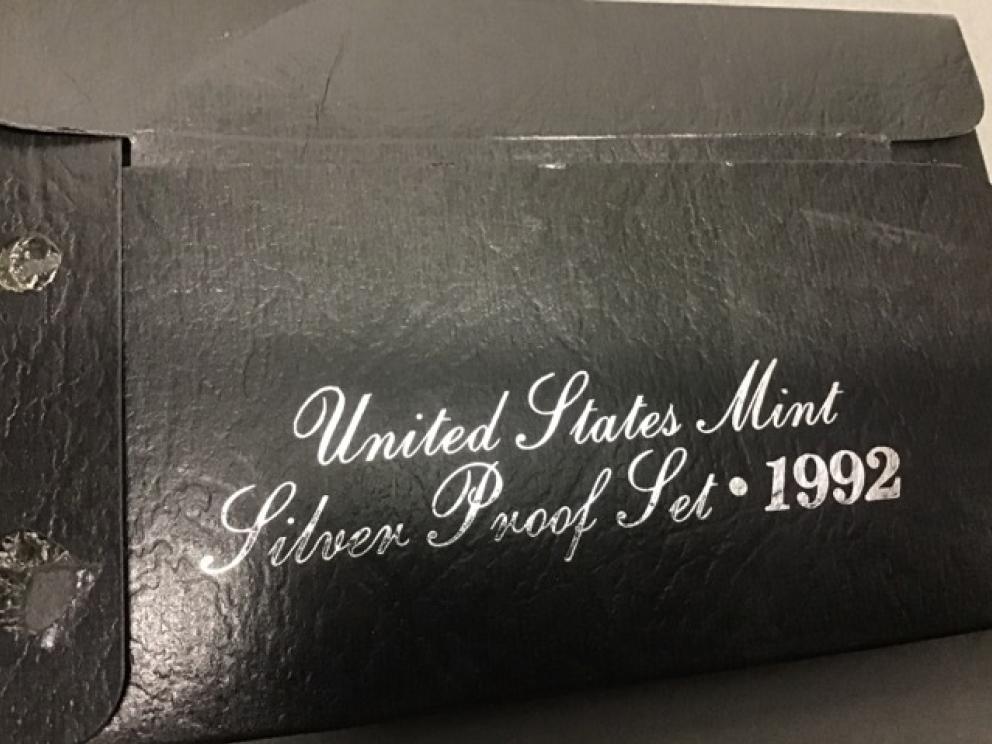 United States Mint
Silver Proof Set • 1992